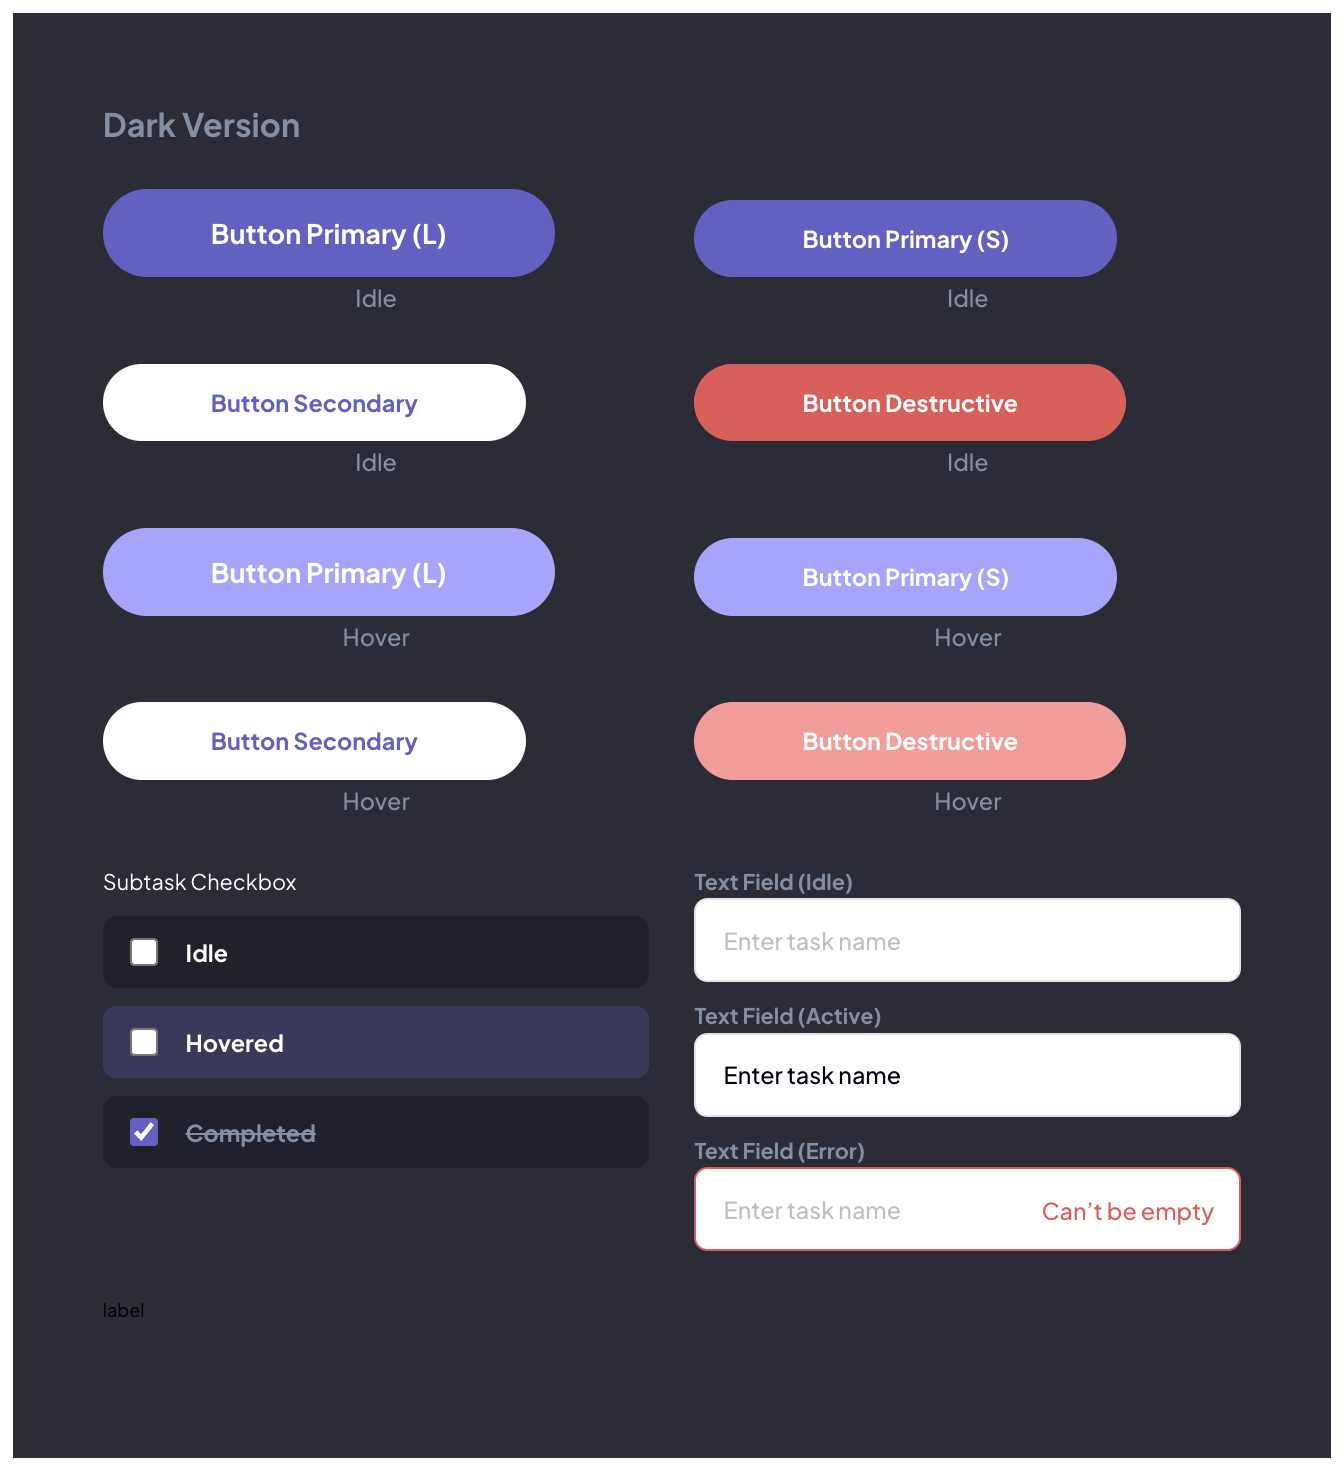 Dark Version
Button Primary (L)
Button Primary (S)
Idle
Idle
Button Secondary
Button Destructive
Idle
Idle
Button Primary (L)
Button Primary (S)
Hover
Hover
Button Secondary
Button Destructive
Hover
Hover
Subtask Checkbox
Idle
Hovered
Completed
Text Field (Idle)
Enter task name
Text Field (Active)
Enter task name
Text Field (Error)
Enter task name
Can’t be empty
label